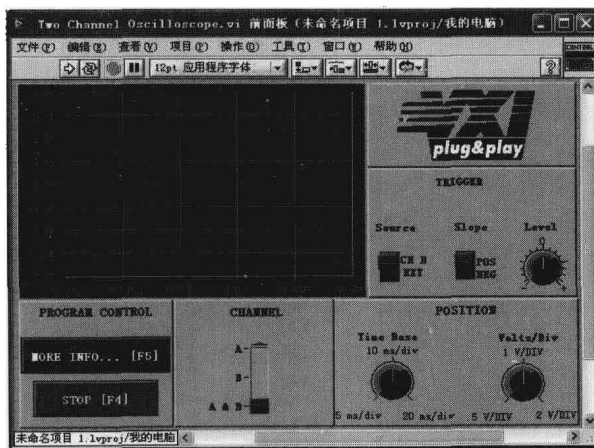 Two Channel Oscilloscope.vi 前面板 (未命名项目 1.lvproj/我的电脑)
文件(F) 编辑(E) 查看(V) 项目(P) 操作(O) 工具(T) 窗口(W) 帮助(H)
CONTROL
12pt 应用程序字体
?
VXI
plug&play
TRIGGER
Source Slope Level
CH B
EXT
POS
NEG
0
- +
PROGRAM CONTROL
MORE INFO... [F5]
STOP [F4]
CHANNEL
A
B
A & B
POSITION
Time Base
10 ms/div
5 ms/div 20 ms/div
Volts/Div
1 V/DIV
5 V/DIV 2 V/DIV
未命名项目 1.lvproj/我的电脑